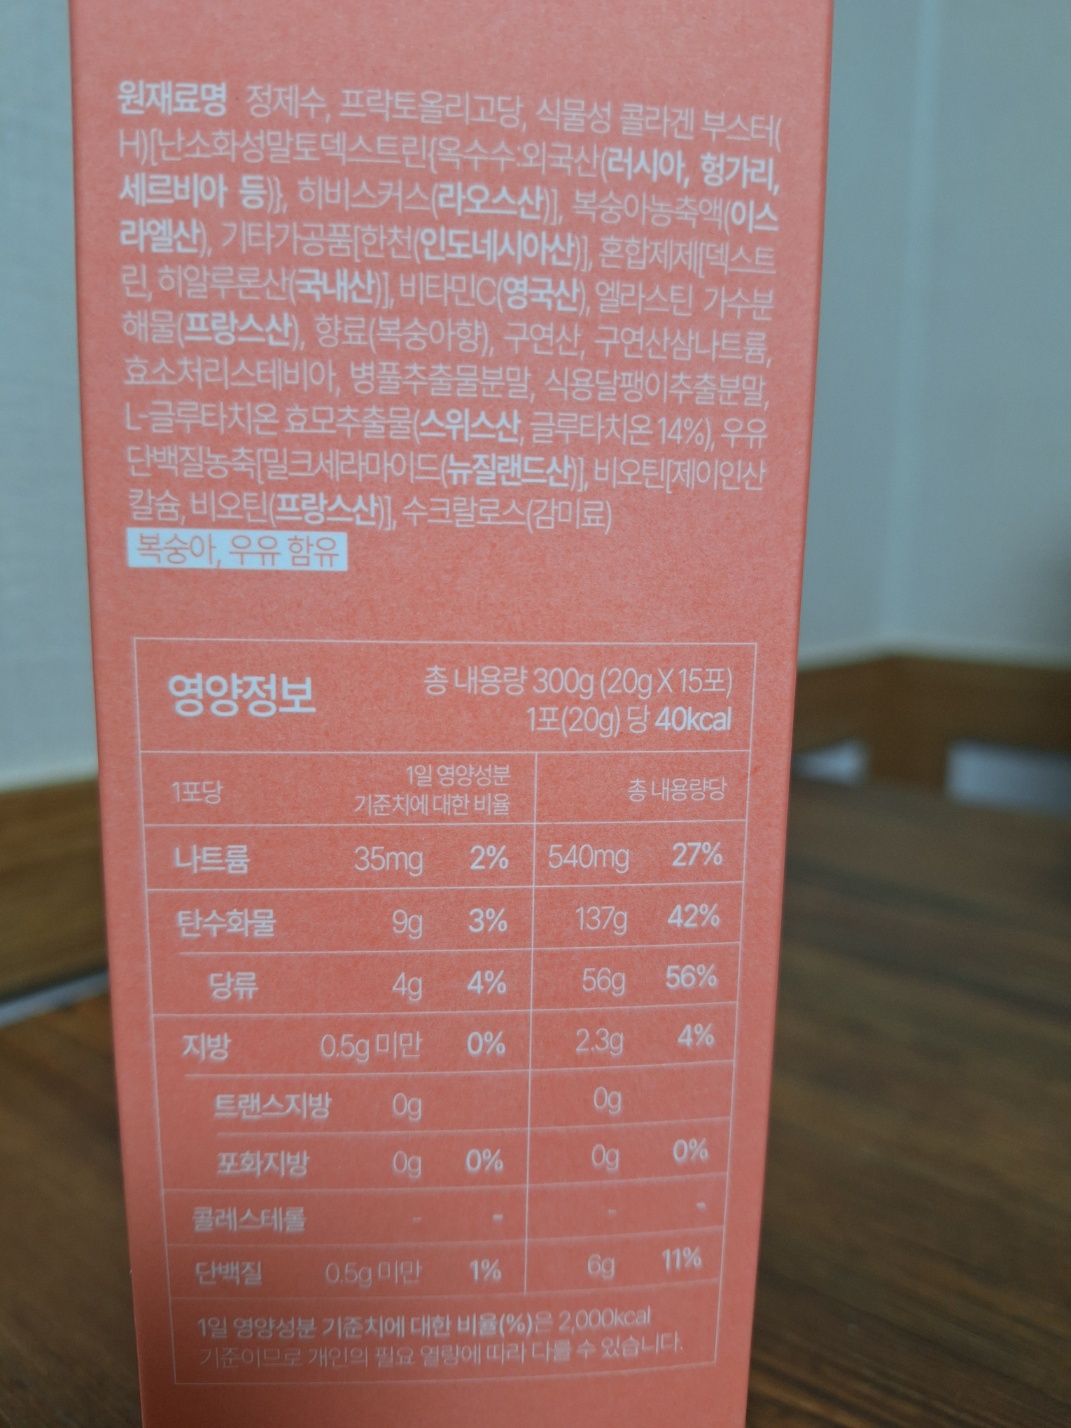 원재료명 정제수, 프락토올리고당, 식물성 콜라겐 부스터(
H)[난소화성말토덱스트린{옥수수:외국산(러시아, 헝가리,
세르비아 등)}, 히비스커스(라오스산)], 복숭아농축액(이스
라엘산), 기타가공품[한천(인도네시아산)], 혼합제제[덱스트
린, 히알루론산(국내산)], 비타민C(영국산), 엘라스틴 가수분
해물(프랑스산), 향료(복숭아향), 구연산, 구연산삼나트륨,
효소처리스테비아, 병풀추출물분말, 식용달팽이추출분말,
L-글루타치온 효모추출물(스위스산, 글루타치온 14%), 우유
단백질농축[밀크세라마이드(뉴질랜드산)], 비오틴[제이인산
칼슘, 비오틴(프랑스산)], 수크랄로스(감미료)
복숭아, 우유 함유
영양정보 총 내용량 300g (20g X 15포)
1포(20g) 당 40kcal
1포당 1일 영양성분 기준치에 대한 비율 총 내용량당
나트륨 35mg 2% 540mg 27%
탄수화물 9g 3% 137g 42%
당류 4g 4% 56g 56%
지방 0.5g 미만 0% 2.3g 4%
트랜스지방 0g 0g
포화지방 0g 0% 0g 0%
콜레스테롤 - - - -
단백질 0.5g 미만 1% 6g 11%
1일 영양성분 기준치에 대한 비율(%)은 2,000kcal
기준이므로 개인의 필요 열량에 따라 다를 수 있습니다.